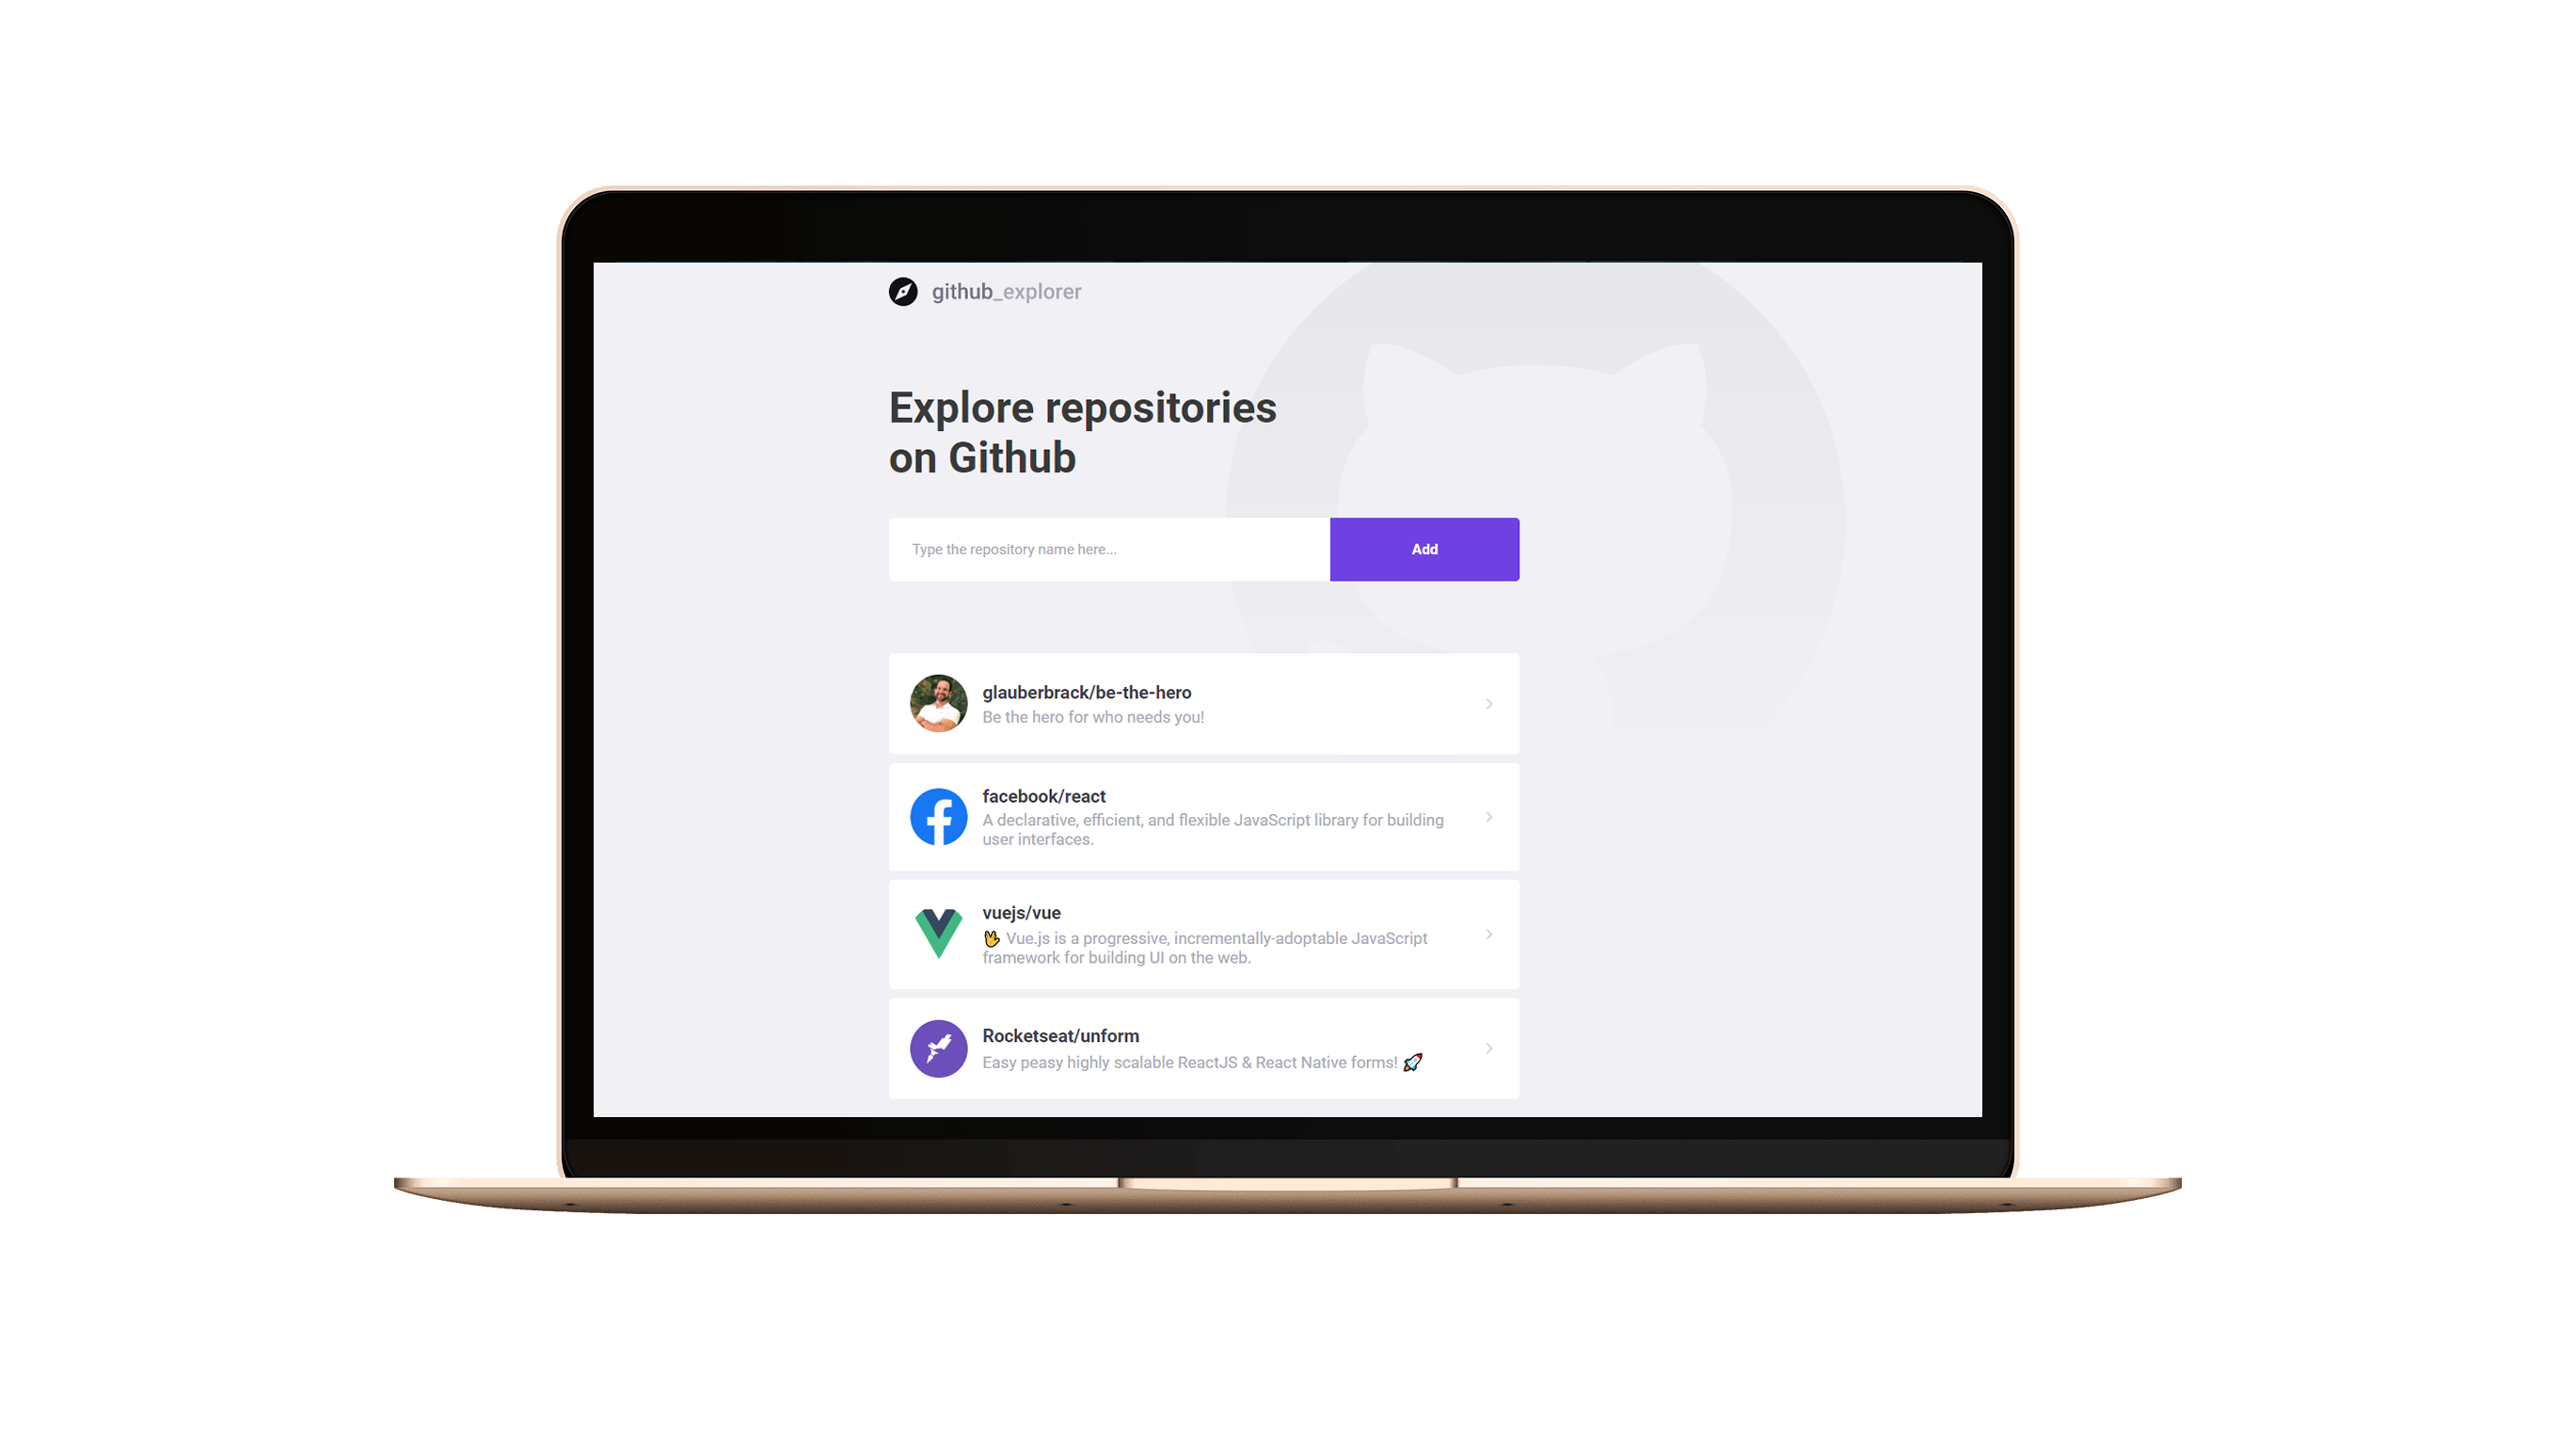 github_explorer
Explore repositories
on Github
Type the repository name here...
Add
glauberbrack/be-the-hero
Be the hero for who needs you!
facebook/react
A declarative, efficient, and flexible JavaScript library for building
user interfaces.
vuejs/vue
🖖 Vue.js is a progressive, incrementally-adoptable JavaScript
framework for building UI on the web.
Rocketseat/unform
Easy peasy highly scalable ReactJS & React Native forms! 🚀